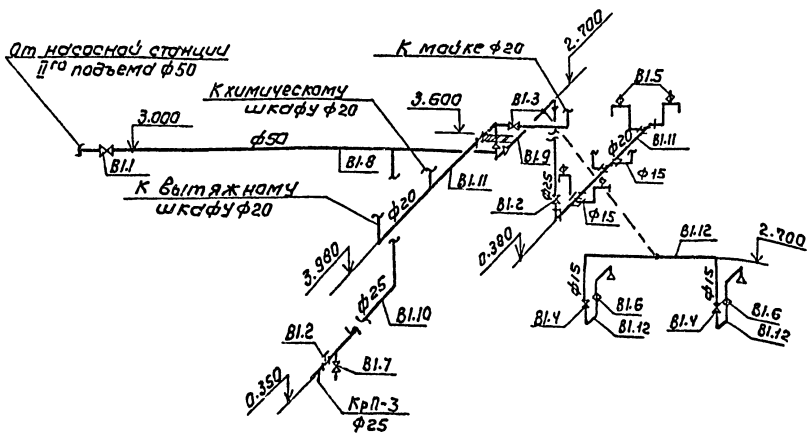 От насосной станции
IIго подъема ф50
К мойке ф20
2.700
К химическому
шкафу ф20
3.600
В1.3
В1.5
3.000
ф50
ф20
В1.11
В1.1
В1.8
В1.9
В1.11
ф15
К вытяжному
шкафу ф20
ф20
ф25
В1.2
ф15
0.380
В1.12
2.700
3.980
ф25
В1.10
ф15
ф15
В1.6
В1.6
В1.4
В1.12
В1.4
В1.12
В1.2
В1.7
0.350
КрП-3
ф25